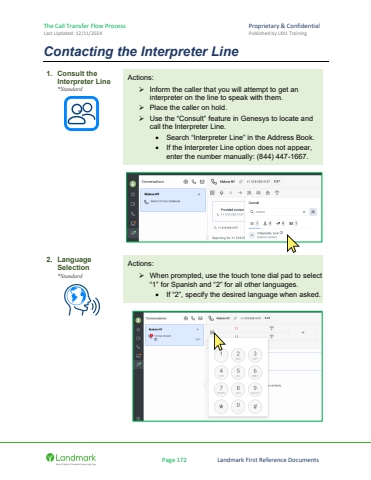 The Call Transfer Flow Process
Proprietary & Confidential
Last Updated: 12/11/2024
Published by LMI Training
Contacting the Interpreter Line
1. Consult the
Interpreter Line
*Standard
Actions:
➤ Inform the caller that you will attempt to get an
interpreter on the line to speak with them.
➤ Place the caller on hold.
➤ Use the “Consult” feature in Genesys to locate and
call the Interpreter Line.
• Search “Interpreter Line” in the Address Book.
• If the Interpreter Line option does not appear,
enter the number manually: (844) 447-1667.
Conversations
Consult
Interpreter Line
2. Language
Selection
*Standard
Actions:
➤ When prompted, use the touch tone dial pad to select
“1” for Spanish and “2” for all other languages.
• If “2”, specify the desired language when asked.
Conversations
1 2 3
4 5 6
7 8 9
* 0 #
Landmark
Page 172
Landmark First Reference Documents